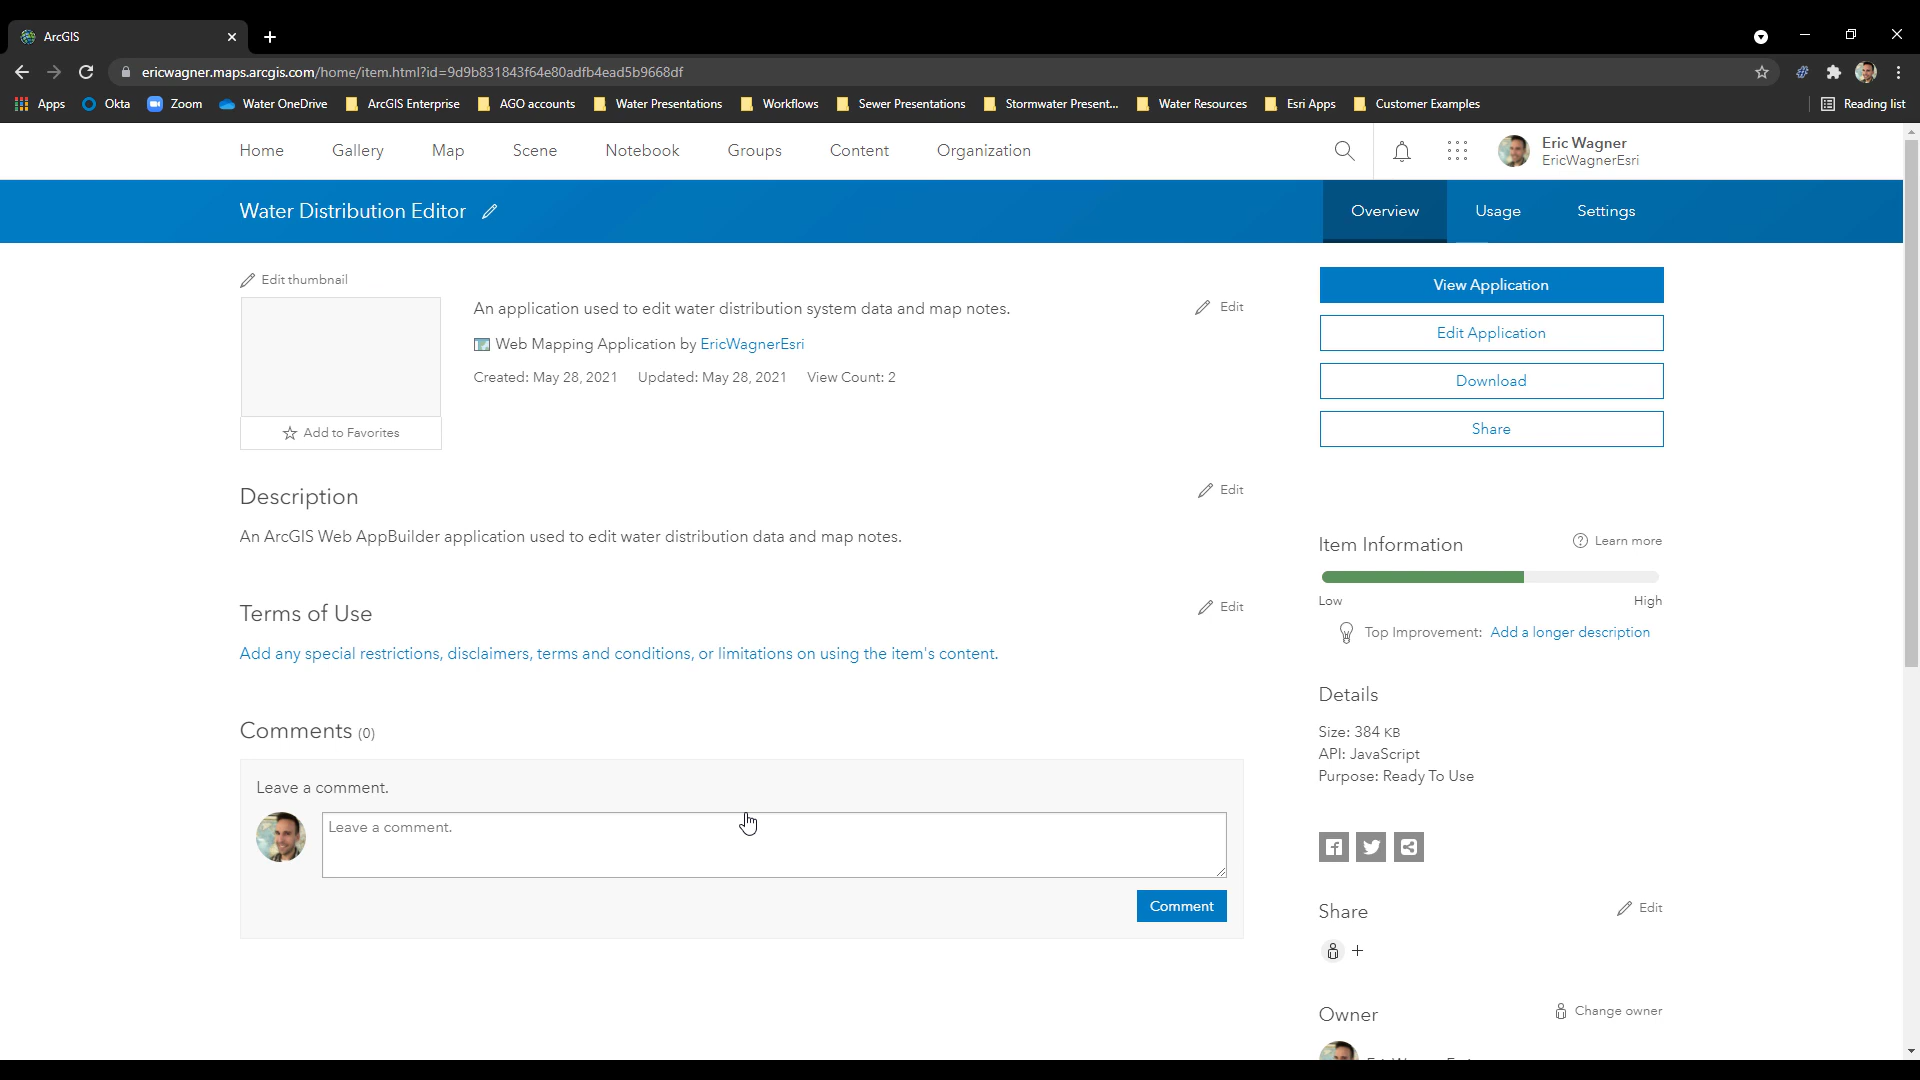 ArcGIS
ericwagner.maps.arcgis.com/home/item.html?id=9d9b831843f64e80adfb4ead5b9668df
Apps Okta Zoom Water OneDrive ArcGIS Enterprise AGO accounts Water Presentations Workflows Sewer Presentations Stormwater Present... Water Resources Esri Apps Customer Examples Reading list
Home Gallery Map Scene Notebook Groups Content Organization
Eric Wagner
EricWagnerEsri
Water Distribution Editor
Overview Usage Settings
Edit thumbnail
An application used to edit water distribution system data and map notes.
Edit
Web Mapping Application by EricWagnerEsri
Created: May 28, 2021 Updated: May 28, 2021 View Count: 2
Add to Favorites
View Application
Edit Application
Download
Share
Description
Edit
An ArcGIS Web AppBuilder application used to edit water distribution data and map notes.
Terms of Use
Edit
Add any special restrictions, disclaimers, terms and conditions, or limitations on using the item's content.
Comments (0)
Leave a comment.
Leave a comment.
Comment
Item Information
Learn more
Low High
Top Improvement: Add a longer description
Details
Size: 384 KB
API: JavaScript
Purpose: Ready To Use
Share
Edit
Owner
Change owner